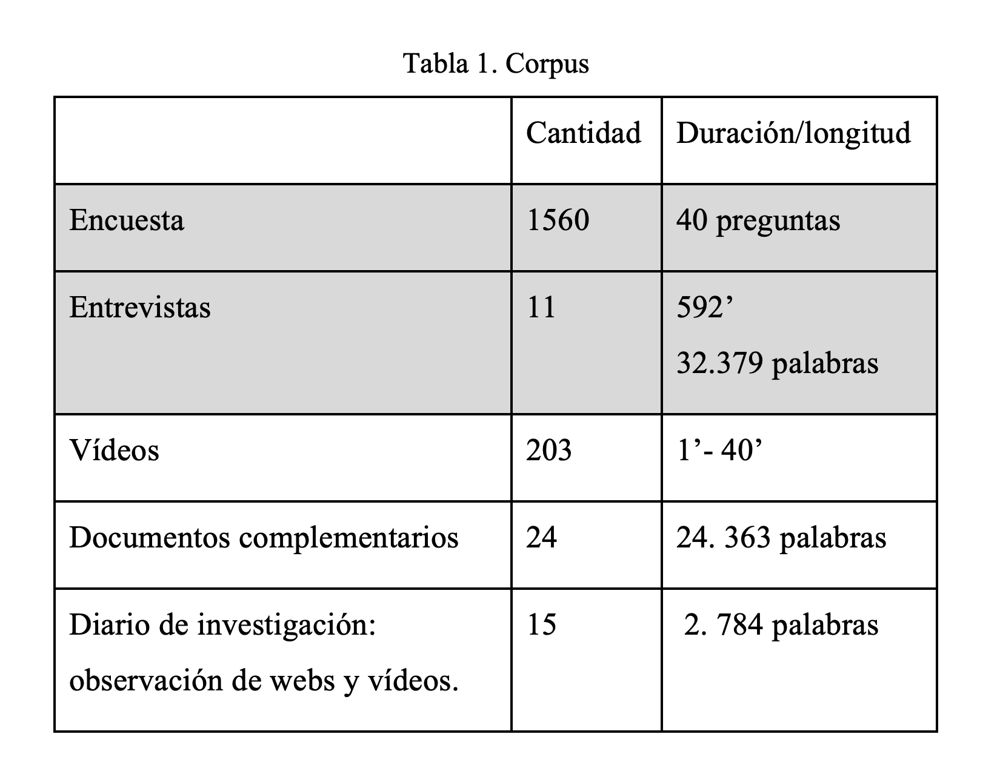 Tabla 1. Corpus
Cantidad Duración/longitud
Encuesta 1560 40 preguntas
Entrevistas 11 592’
32.379 palabras
Vídeos 203 1’- 40’
Documentos complementarios 24 24. 363 palabras
Diario de investigación: 15 2. 784 palabras
observación de webs y vídeos.